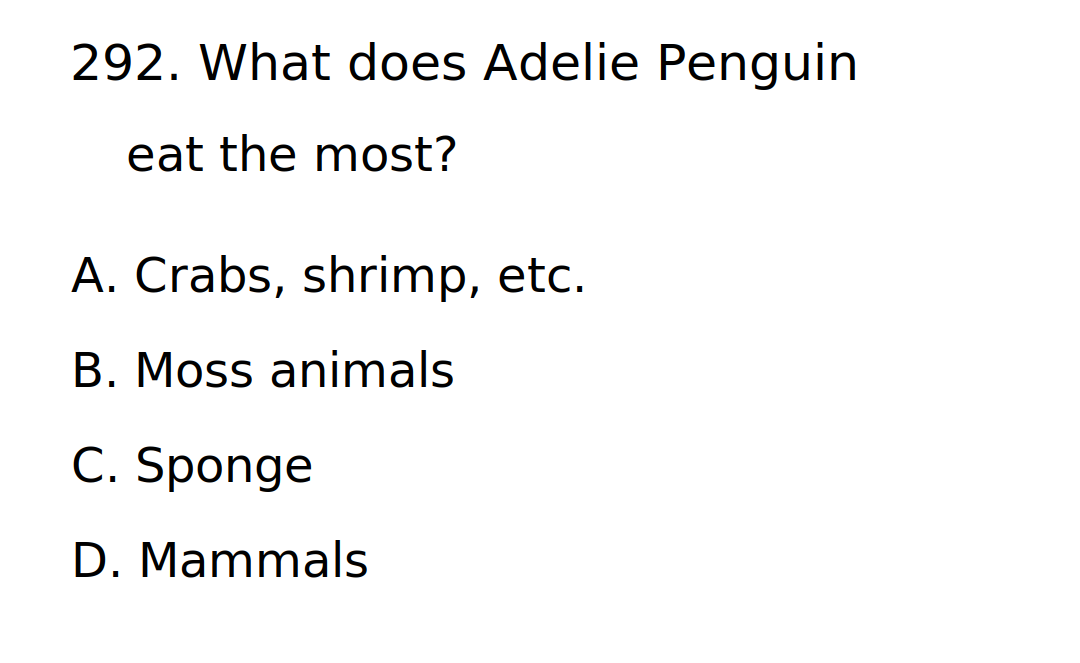 292. What does Adelie Penguin
eat the most?
A. Crabs, shrimp, etc.
B. Moss animals
C. Sponge
D. Mammals